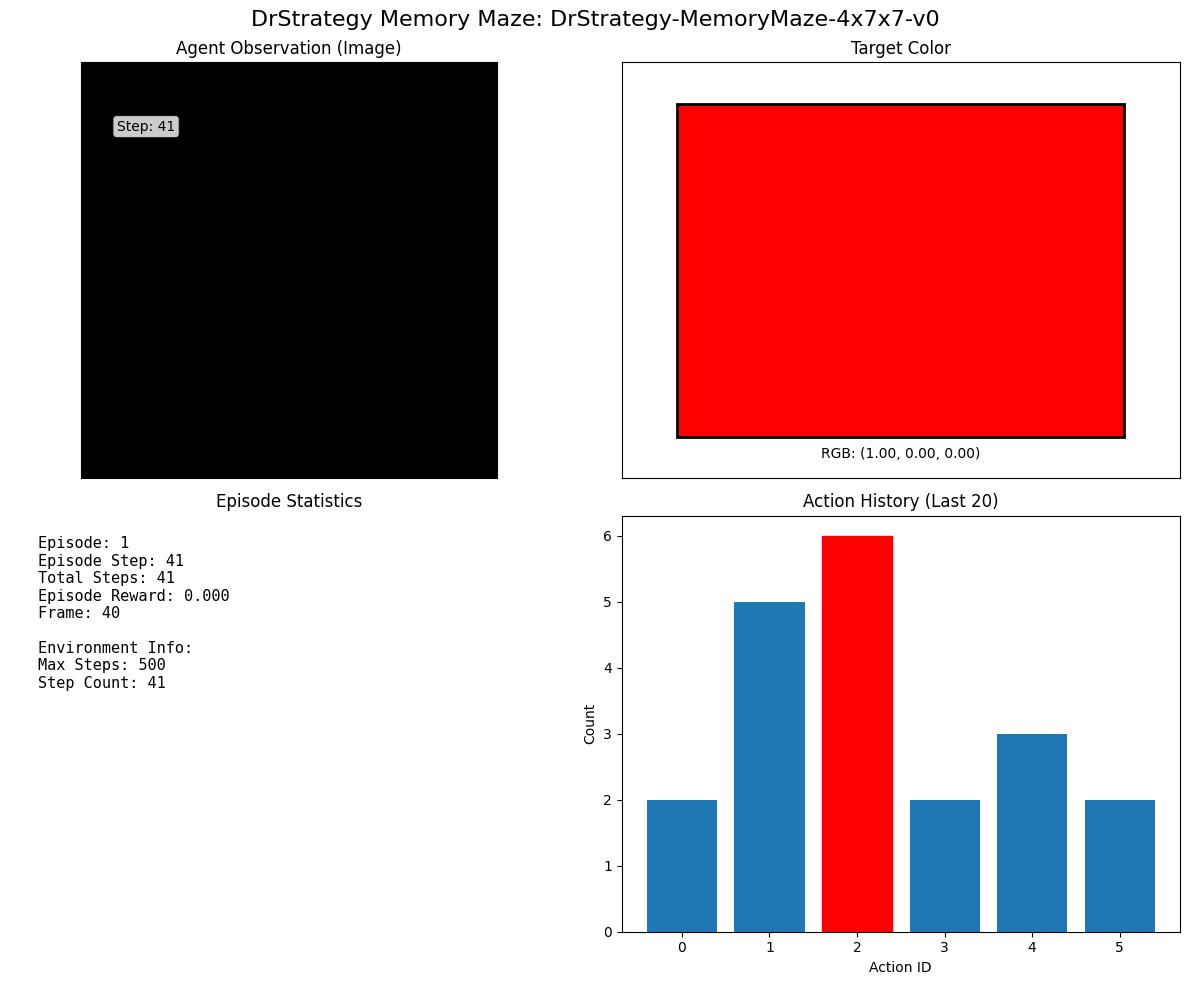 DrStrategy Memory Maze: DrStrategy-MemoryMaze-4x7x7-v0
Agent Observation (Image)
Step: 41
Target Color
RGB: (1.00, 0.00, 0.00)
Episode Statistics
Episode: 1
Episode Step: 41
Total Steps: 41
Episode Reward: 0.000
Frame: 40
Environment Info:
Max Steps: 500
Step Count: 41
Action History (Last 20)
Count
6
5
4
3
2
1
0
0 1 2 3 4 5
Action ID